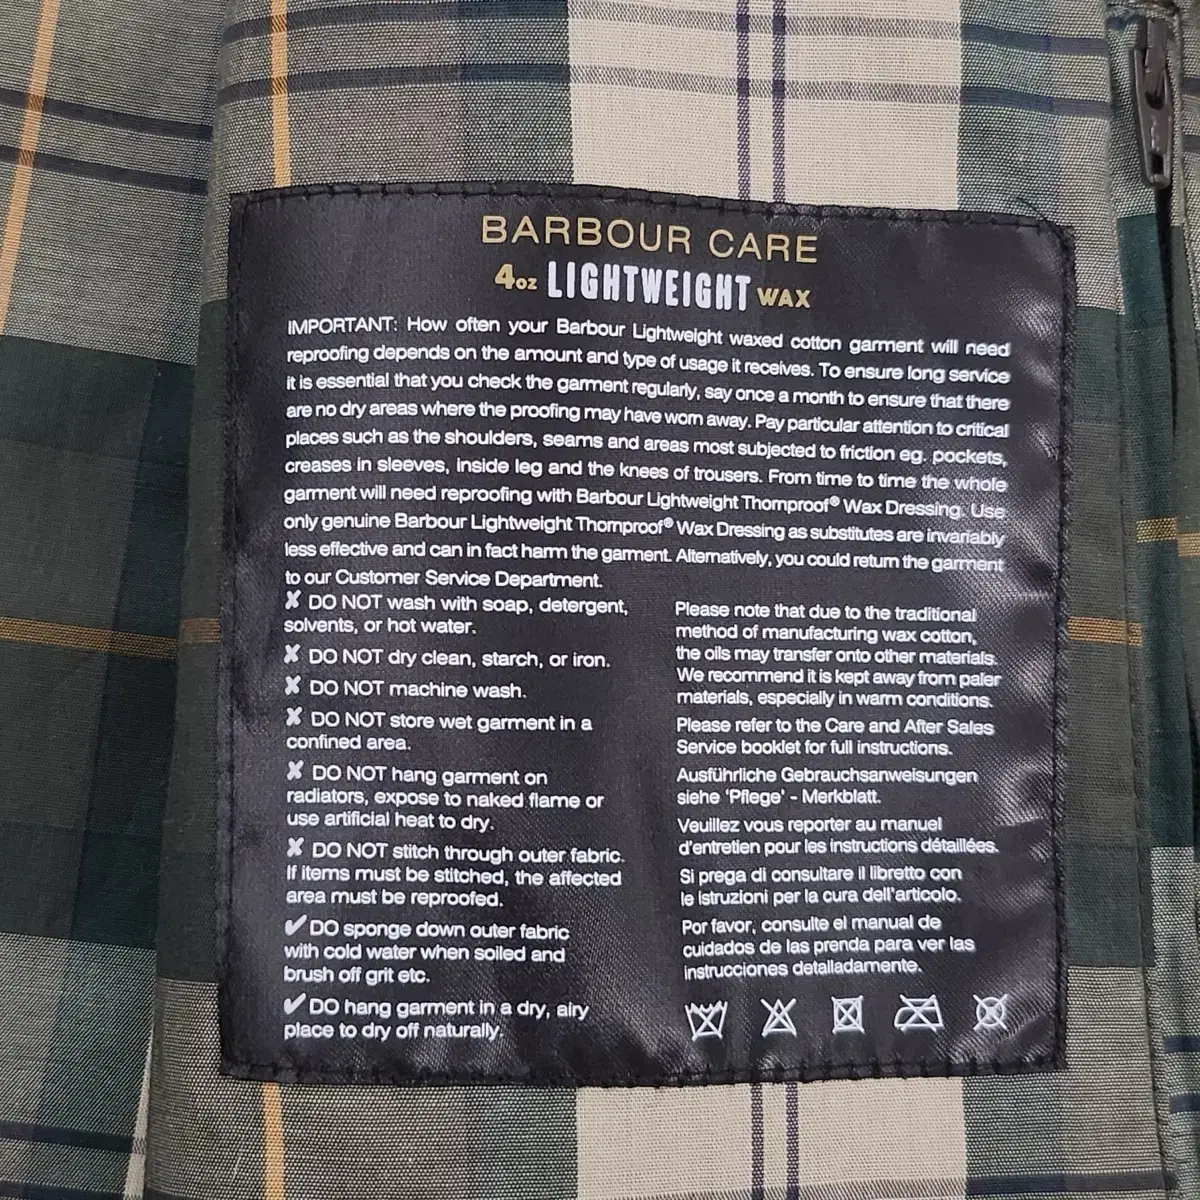 BARBOUR CARE
4oz LIGHTWEIGHT WAX
IMPORTANT: How often your Barbour Lightweight waxed cotton garment will need
reproofing depends on the amount and type of usage it receives. To ensure long service
it is essential that you check the garment regularly, say once a month to ensure that there
are no dry areas where the proofing may have worn away. Pay particular attention to critical
places such as the shoulders, seams and areas most subjected to friction eg. pockets,
creases in sleeves, inside leg and the knees of trousers. From time to time the whole
garment will need reproofing with Barbour Lightweight Thornproof® Wax Dressing. Use
only genuine Barbour Lightweight Thornproof® Wax Dressing as substitutes are invariably
less effective and can in fact harm the garment. Alternatively, you could return the garment
to our Customer Service Department.
✗ DO NOT wash with soap, detergent,
solvents, or hot water.
✗ DO NOT dry clean, starch, or iron.
✗ DO NOT machine wash.
✗ DO NOT store wet garment in a
confined area.
✗ DO NOT hang garment on
radiators, expose to naked flame or
use artificial heat to dry.
✗ DO NOT stitch through outer fabric.
If items must be stitched, the affected
area must be reproofed.
✔ DO sponge down outer fabric
with cold water when soiled and
brush off grit etc.
✔ DO hang garment in a dry, airy
place to dry off naturally.
Please note that due to the traditional
method of manufacturing wax cotton,
the oils may transfer onto other materials.
We recommend it is kept away from paler
materials, especially in warm conditions.
Please refer to the Care and After Sales
Service booklet for full instructions.
Ausführliche Gebrauchsanweisungen
siehe 'Pflege' - Merkblatt.
Veuillez vous reporter au manuel
d'entretien pour les instructions détaillées.
Si prega di consultare il libretto con
le istruzioni per la cura dell'articolo.
Por favor, consulte el manual de
cuidados de las prenda para ver las
instrucciones detalladamente.